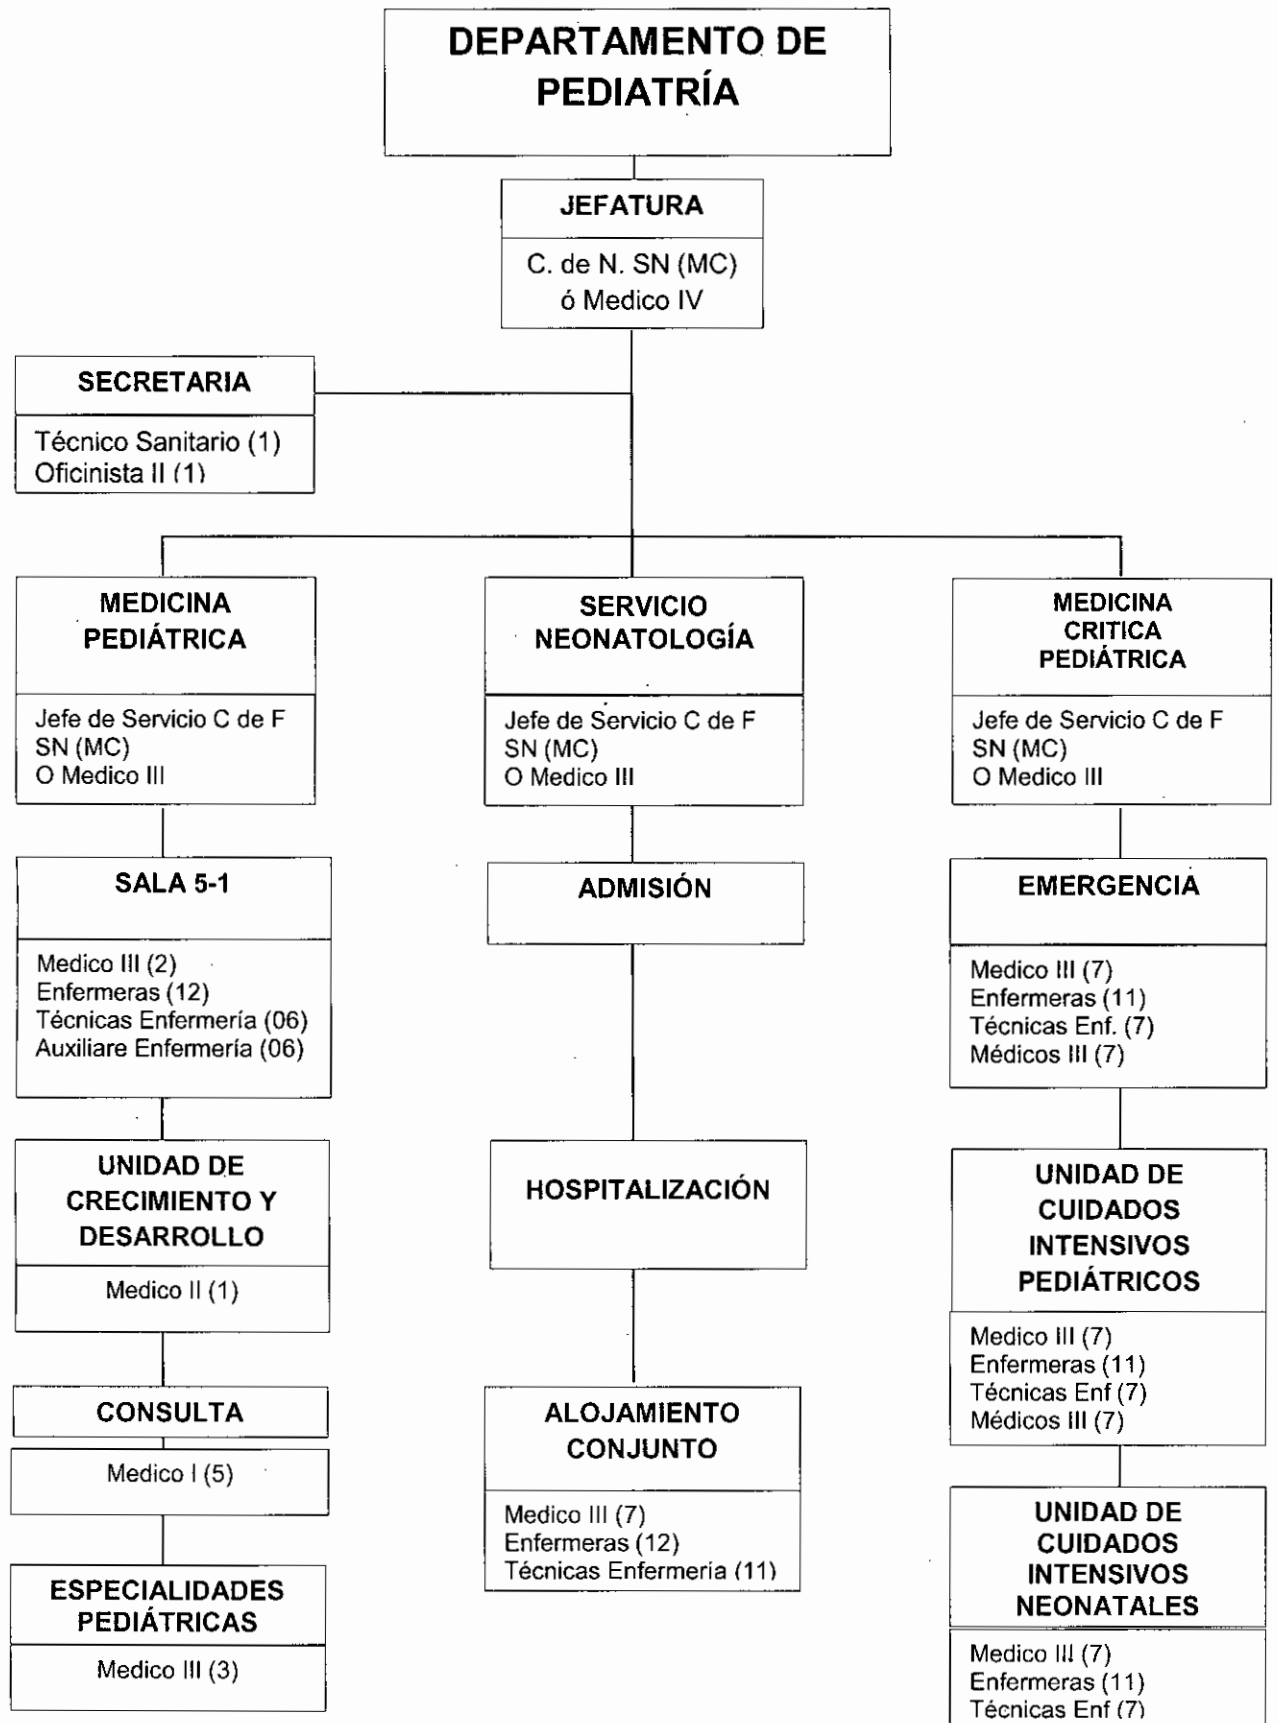 DEPARTAMENTO DE
PEDIATRÍA
JEFATURA
C. de N. SN (MC)
ó Medico IV
SECRETARIA
Técnico Sanitario (1)
Oficinista II (1)
MEDICINA
PEDIÁTRICA
Jefe de Servicio C de F
SN (MC)
O Medico III
SALA 5-1
Medico III (2)
Enfermeras (12)
Técnicas Enfermería (06)
Auxiliare Enfermería (06)
UNIDAD DE
CRECIMIENTO Y
DESARROLLO
Medico II (1)
CONSULTA
Medico I (5)
ESPECIALIDADES
PEDIÁTRICAS
Medico III (3)
SERVICIO
NEONATOLOGÍA
Jefe de Servicio C de F
SN (MC)
O Medico III
ADMISIÓN
HOSPITALIZACIÓN
ALOJAMIENTO
CONJUNTO
Medico III (7)
Enfermeras (12)
Técnicas Enfermería (11)
MEDICINA
CRITICA
PEDIÁTRICA
Jefe de Servicio C de F
SN (MC)
O Medico III
EMERGENCIA
Medico III (7)
Enfermeras (11)
Técnicas Enf. (7)
Médicos III (7)
UNIDAD DE
CUIDADOS
INTENSIVOS
PEDIÁTRICOS
Medico III (7)
Enfermeras (11)
Técnicas Enf (7)
Médicos III (7)
UNIDAD DE
CUIDADOS
INTENSIVOS
NEONATALES
Medico III (7)
Enfermeras (11)
Técnicas Enf (7)